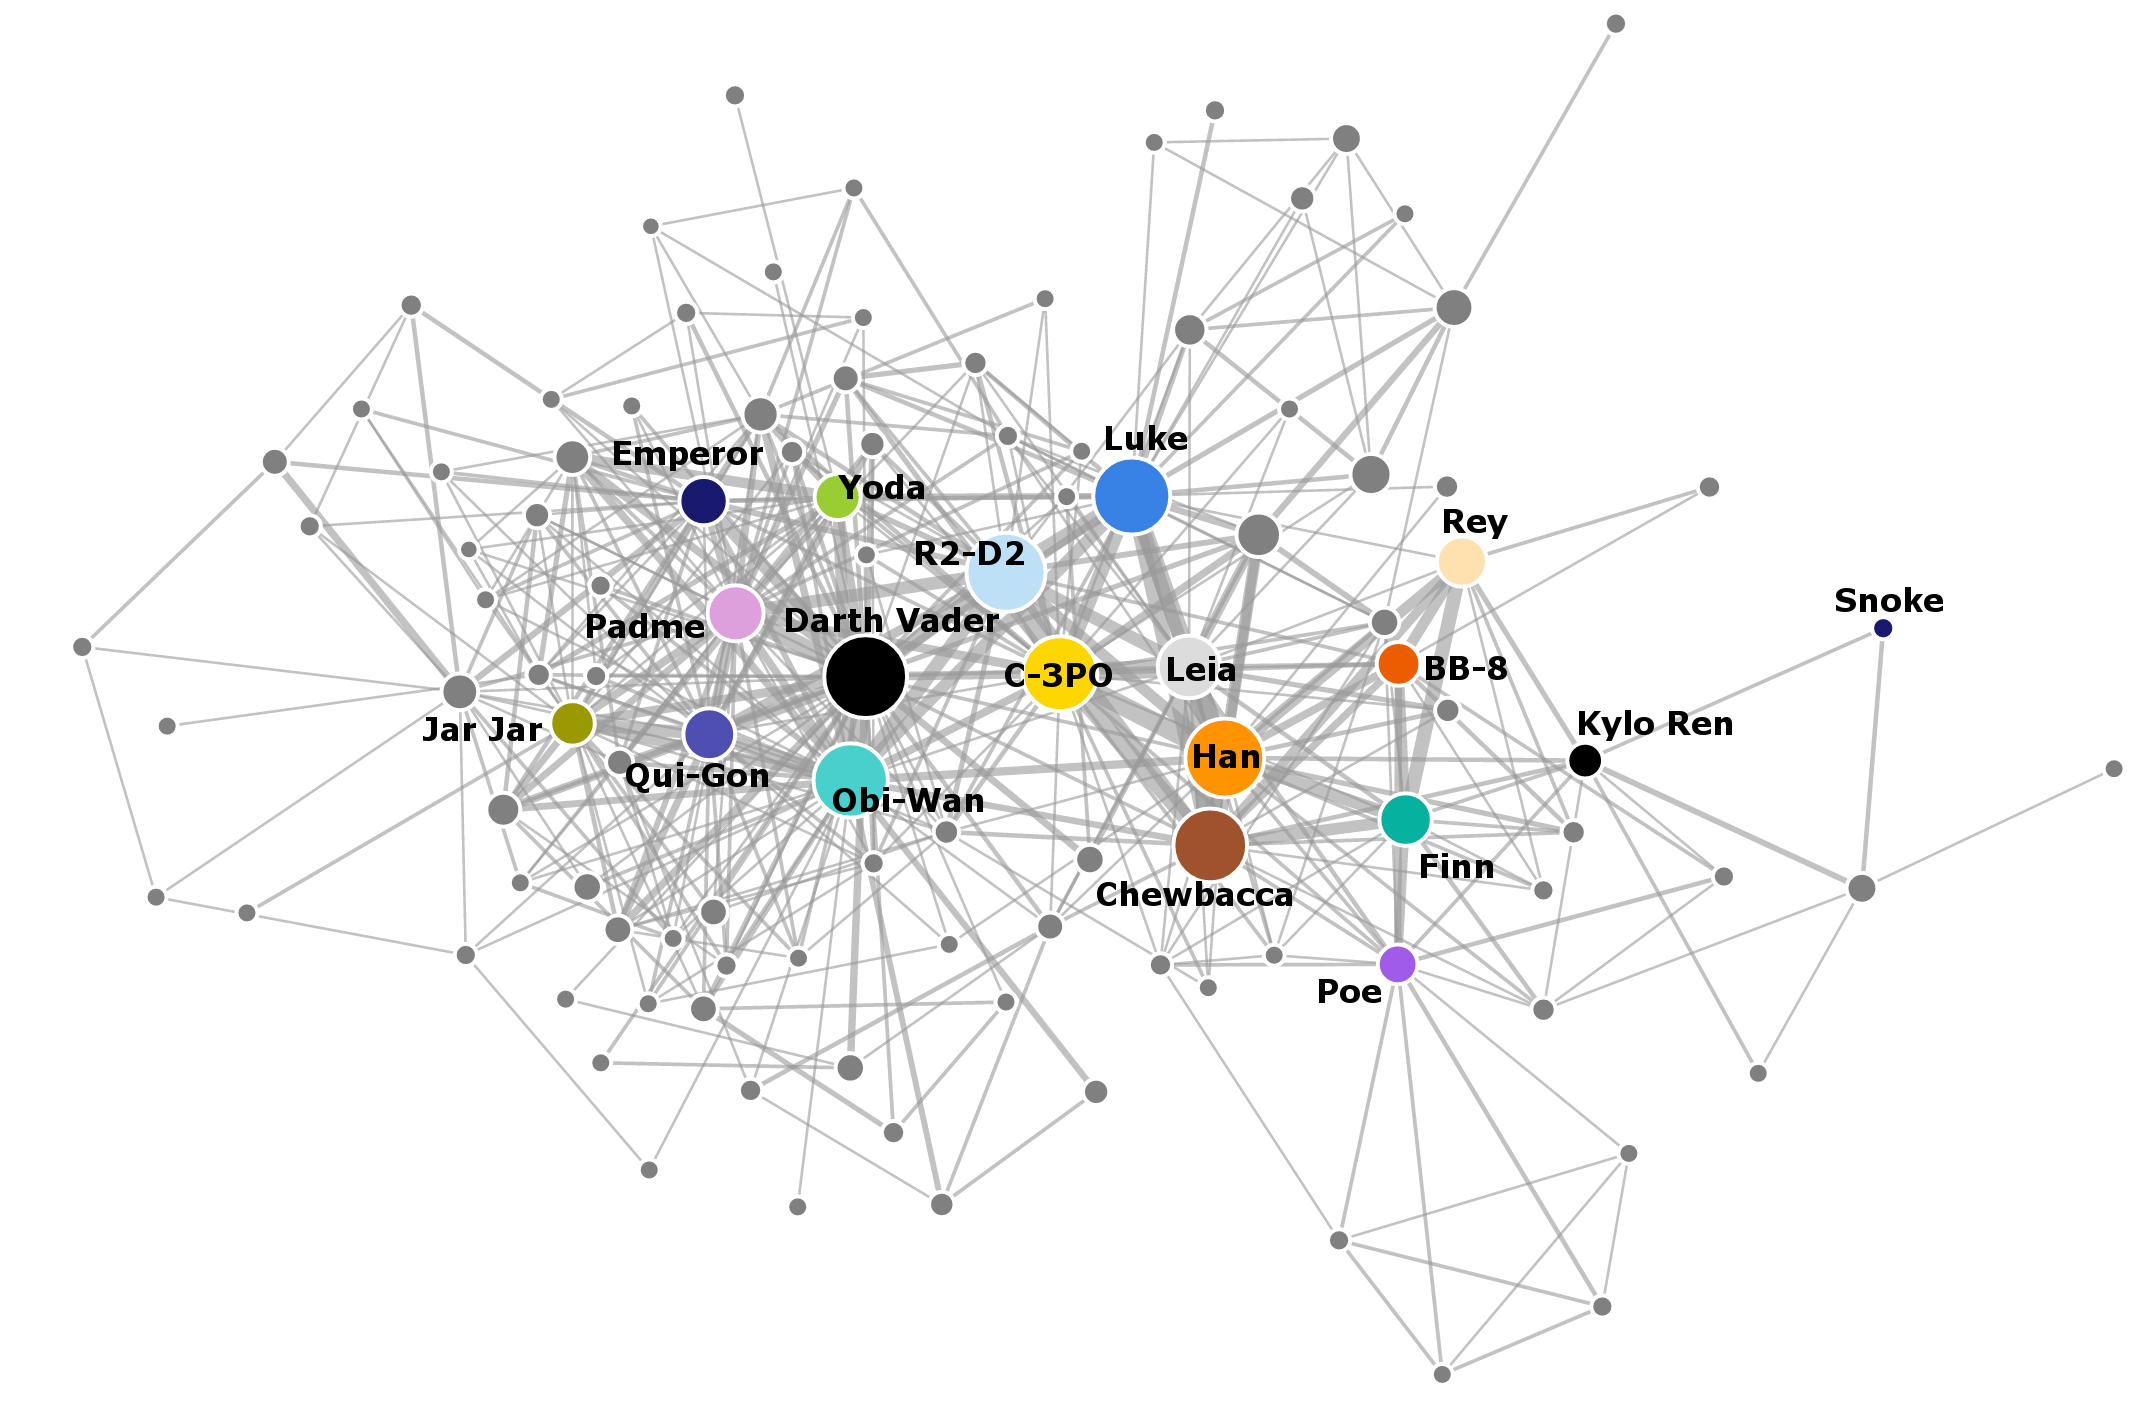 Luke
Emperor
Yoda
Rey
R2-D2
Snoke
Padme
Darth Vader
C-3PO
Leia
BB-8
Jar Jar
Kylo Ren
Qui-Gon
Han
Obi-Wan
Finn
Chewbacca
Poe